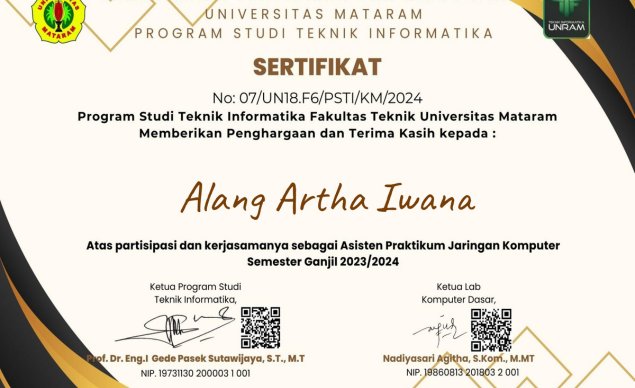 UNIVERSITAS MATARAM
PROGRAM STUDI TEKNIK INFORMATIKA
MATARAM
TEKNIK INFORMATIKA
UNRAM
SERTIFIKAT
No: 07/UN18.F6/PSTI/KM/2024
Program Studi Teknik Informatika Fakultas Teknik Universitas Mataram
Memberikan Penghargaan dan Terima Kasih kepada :
Alang Artha Iwana
Atas partisipasi dan kerjasamanya sebagai Asisten Praktikum Jaringan Komputer
Semester Ganjil 2023/2024
Ketua Program Studi
Teknik Informatika,
Prof. Dr. Eng.I Gede Pasek Sutawijaya, S.T., M.T
NIP. 19731130 200003 1 001
Ketua Lab
Komputer Dasar,
Nadiyasari Agitha, S.Kom., M.MT
NIP. 19860813 201803 2 001